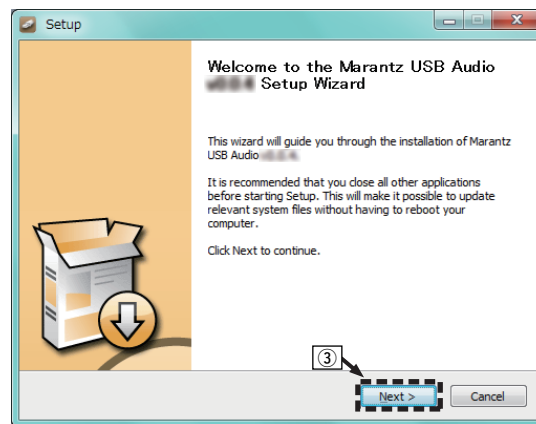 Setup
Welcome to the Marantz USB Audio
Setup Wizard
This wizard will guide you through the installation of Marantz
USB Audio
It is recommended that you close all other applications
before starting Setup. This will make it possible to update
relevant system files without having to reboot your
computer.
Click Next to continue.
③
Next >
Cancel